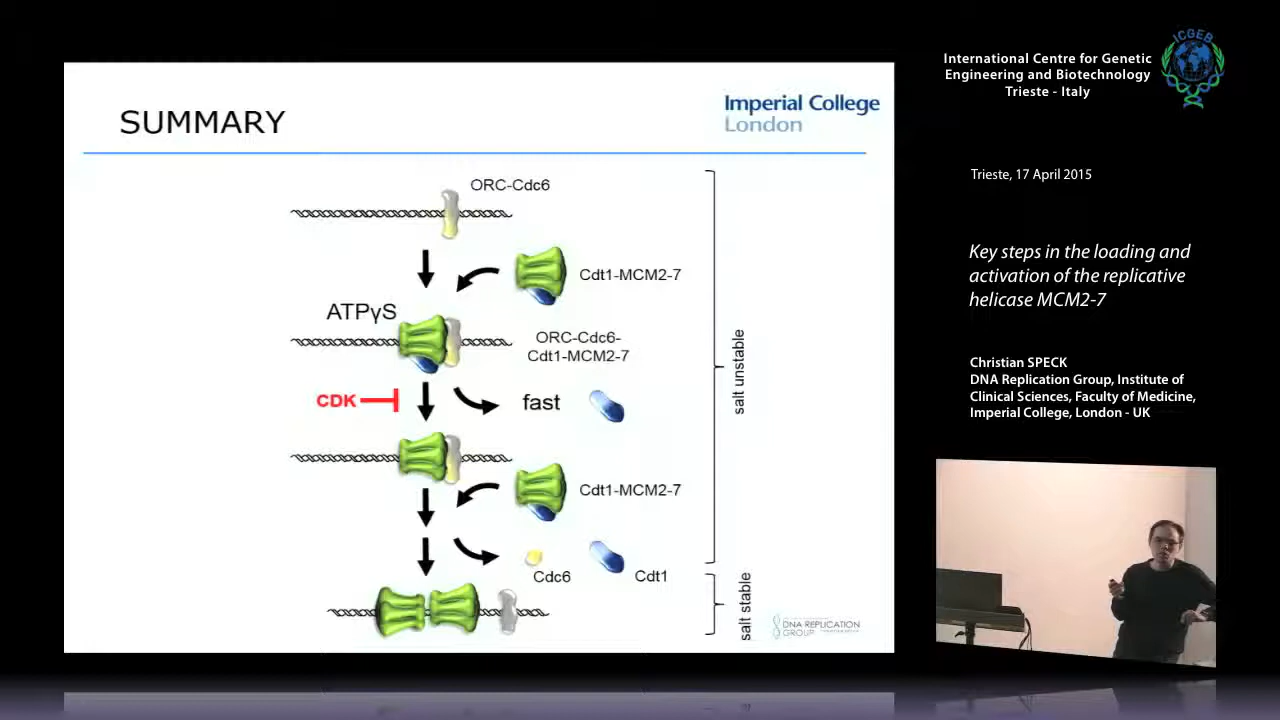 SUMMARY
Imperial College
London
ORC-Cdc6
Cdt1-MCM2-7
ATPγS
ORC-Cdc6-
Cdt1-MCM2-7
CDK
fast
Cdt1-MCM2-7
Cdc6
Cdt1
salt unstable
salt stable
DNA REPLICATION
GROUP
ICGEB
International Centre for Genetic
Engineering and Biotechnology
Trieste - Italy
Trieste, 17 April 2015
Key steps in the loading and
activation of the replicative
helicase MCM2-7
Christian SPECK
DNA Replication Group, Institute of
Clinical Sciences, Faculty of Medicine,
Imperial College, London - UK